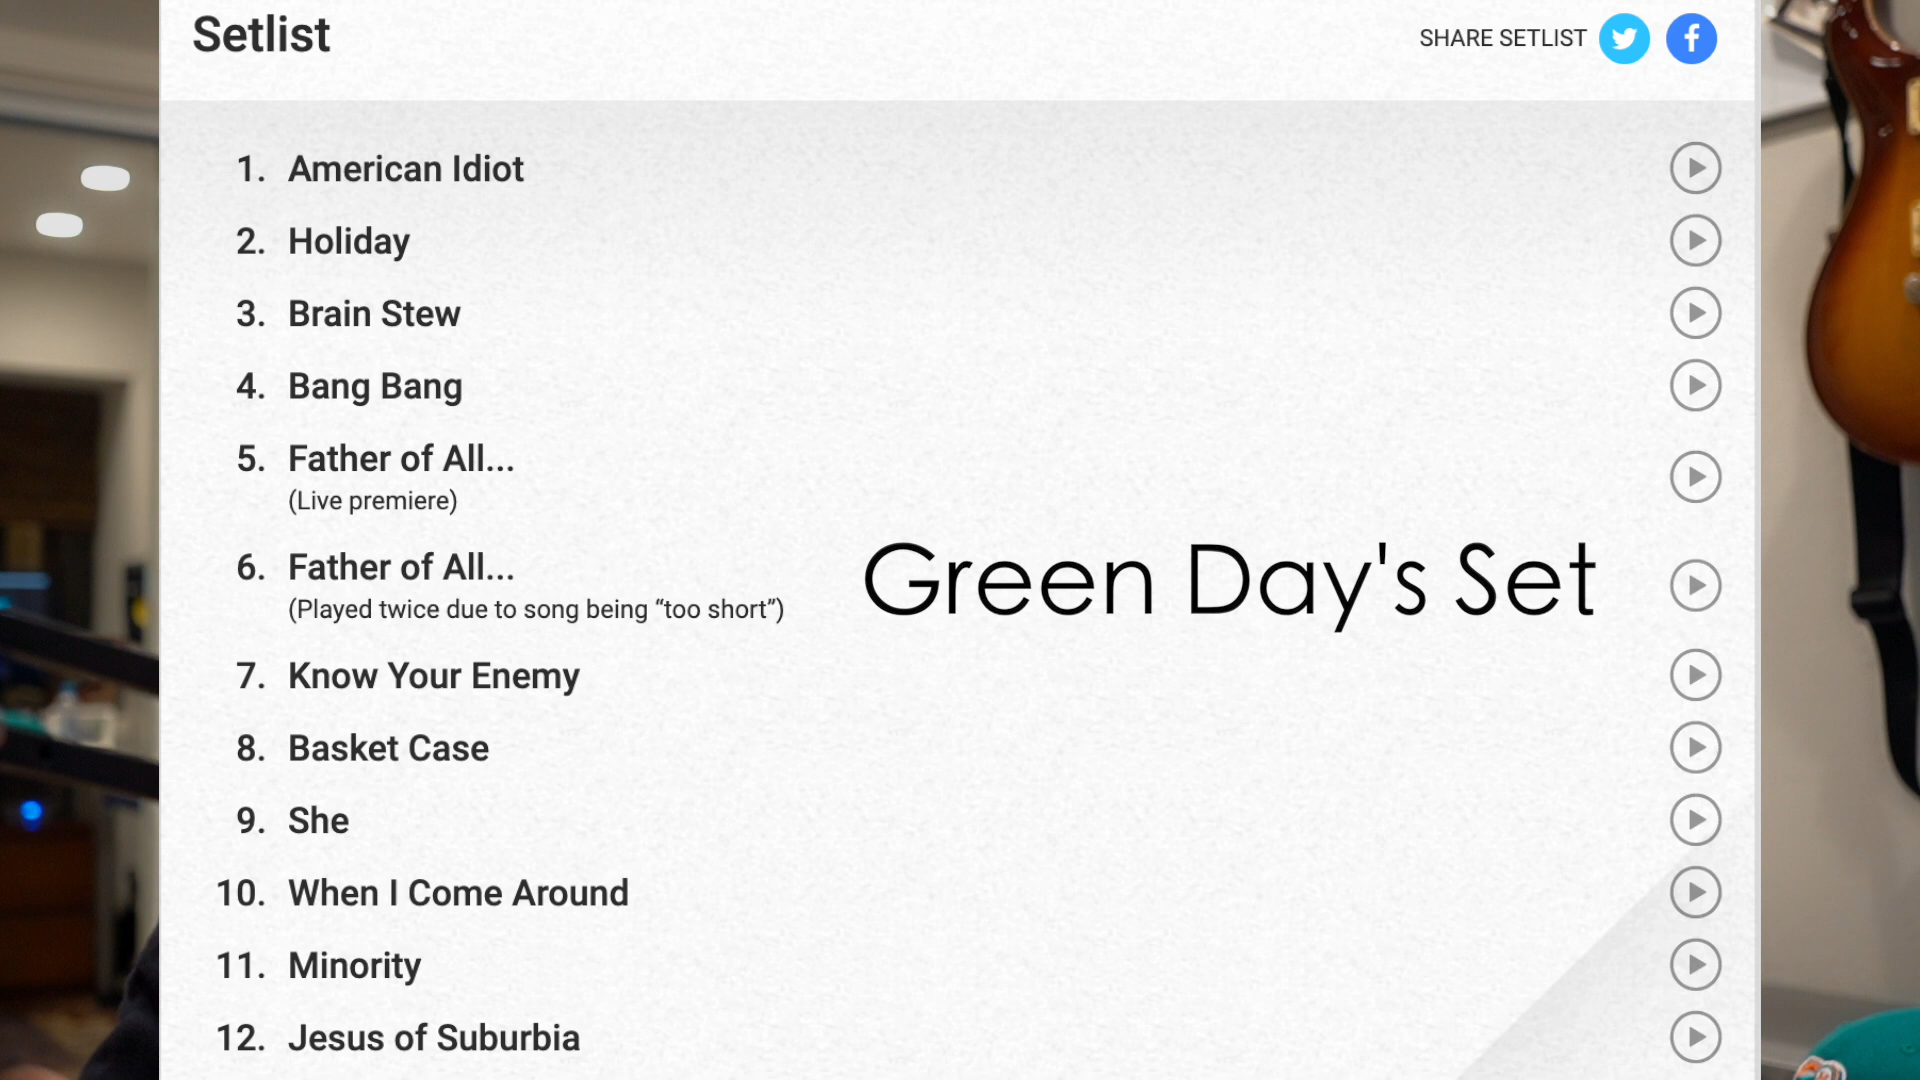 Setlist
SHARE SETLIST
1. American Idiot
2. Holiday
3. Brain Stew
4. Bang Bang
5. Father of All...
(Live premiere)
6. Father of All...
(Played twice due to song being “too short”)
Green Day's Set
7. Know Your Enemy
8. Basket Case
9. She
10. When I Come Around
11. Minority
12. Jesus of Suburbia